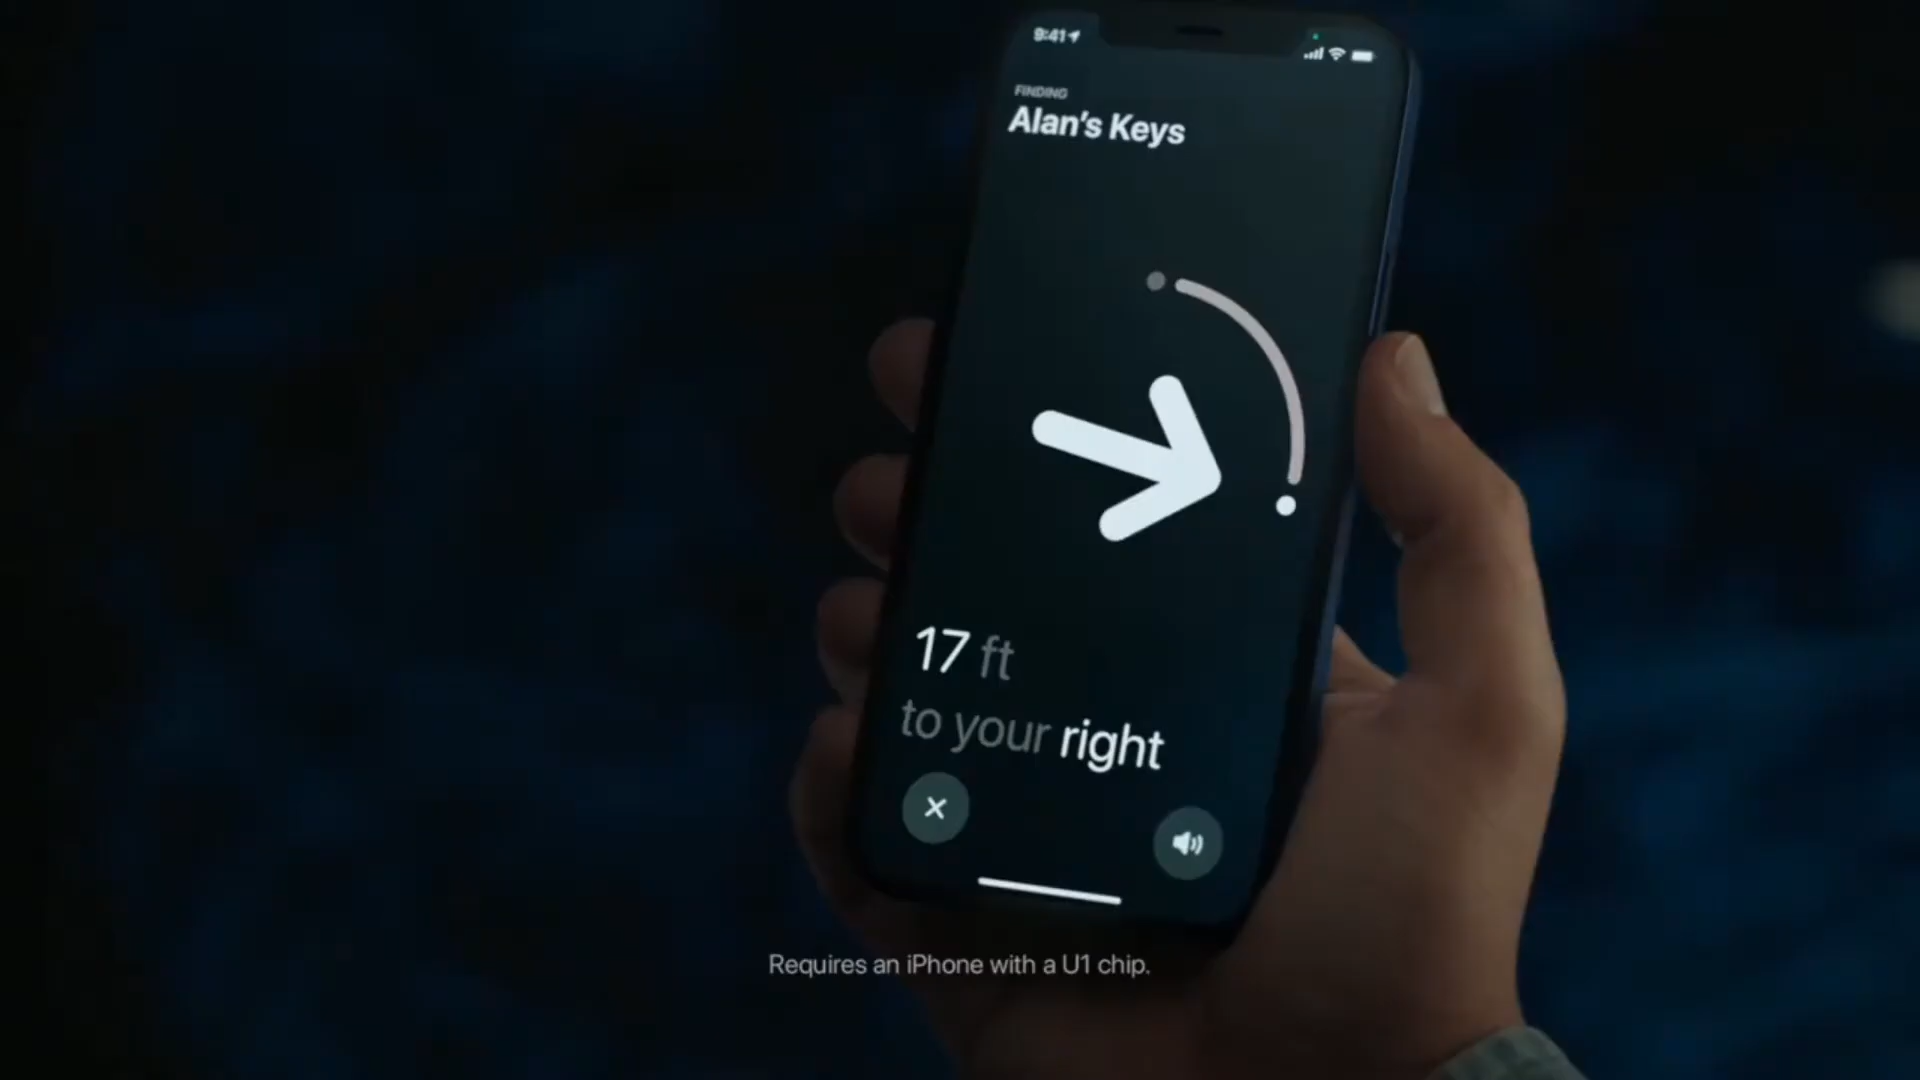 9:41
FINDING
Alan's Keys
17 ft
to your right
Requires an iPhone with a U1 chip.